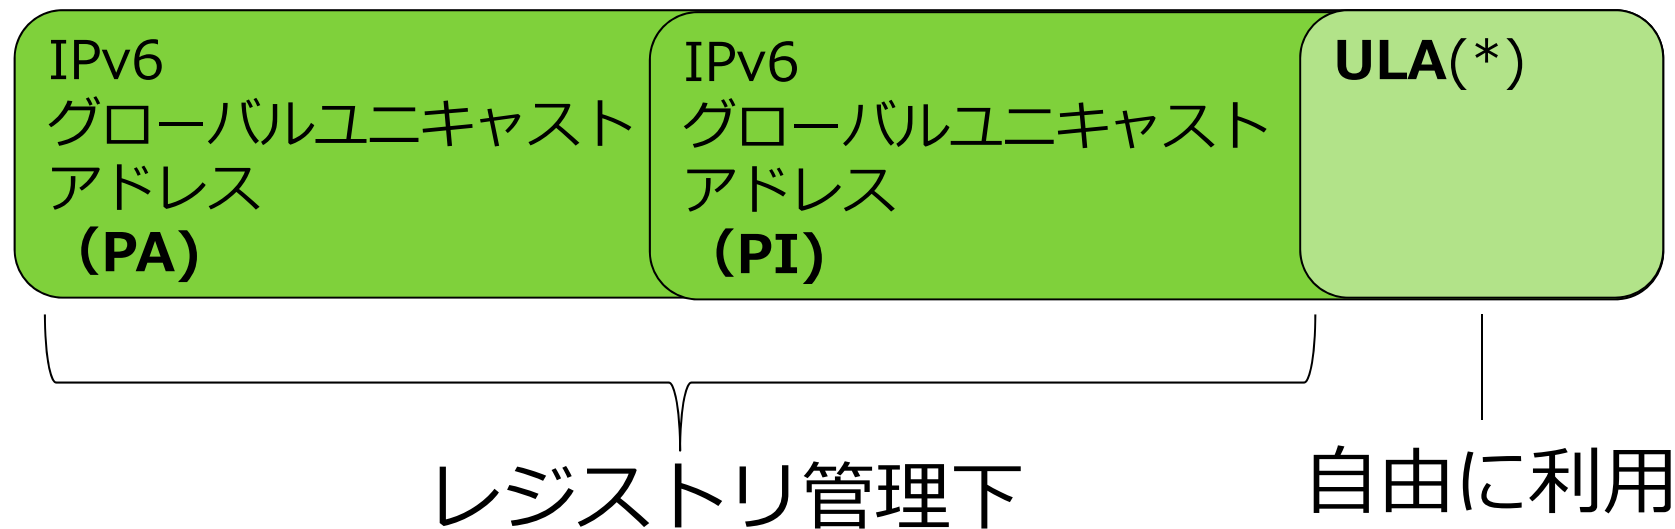 IPv6
グローバルユニキャスト
アドレス
(PA)
IPv6
グローバルユニキャスト
アドレス
(PI)
ULA(*)
レジストリ管理下
自由に利用